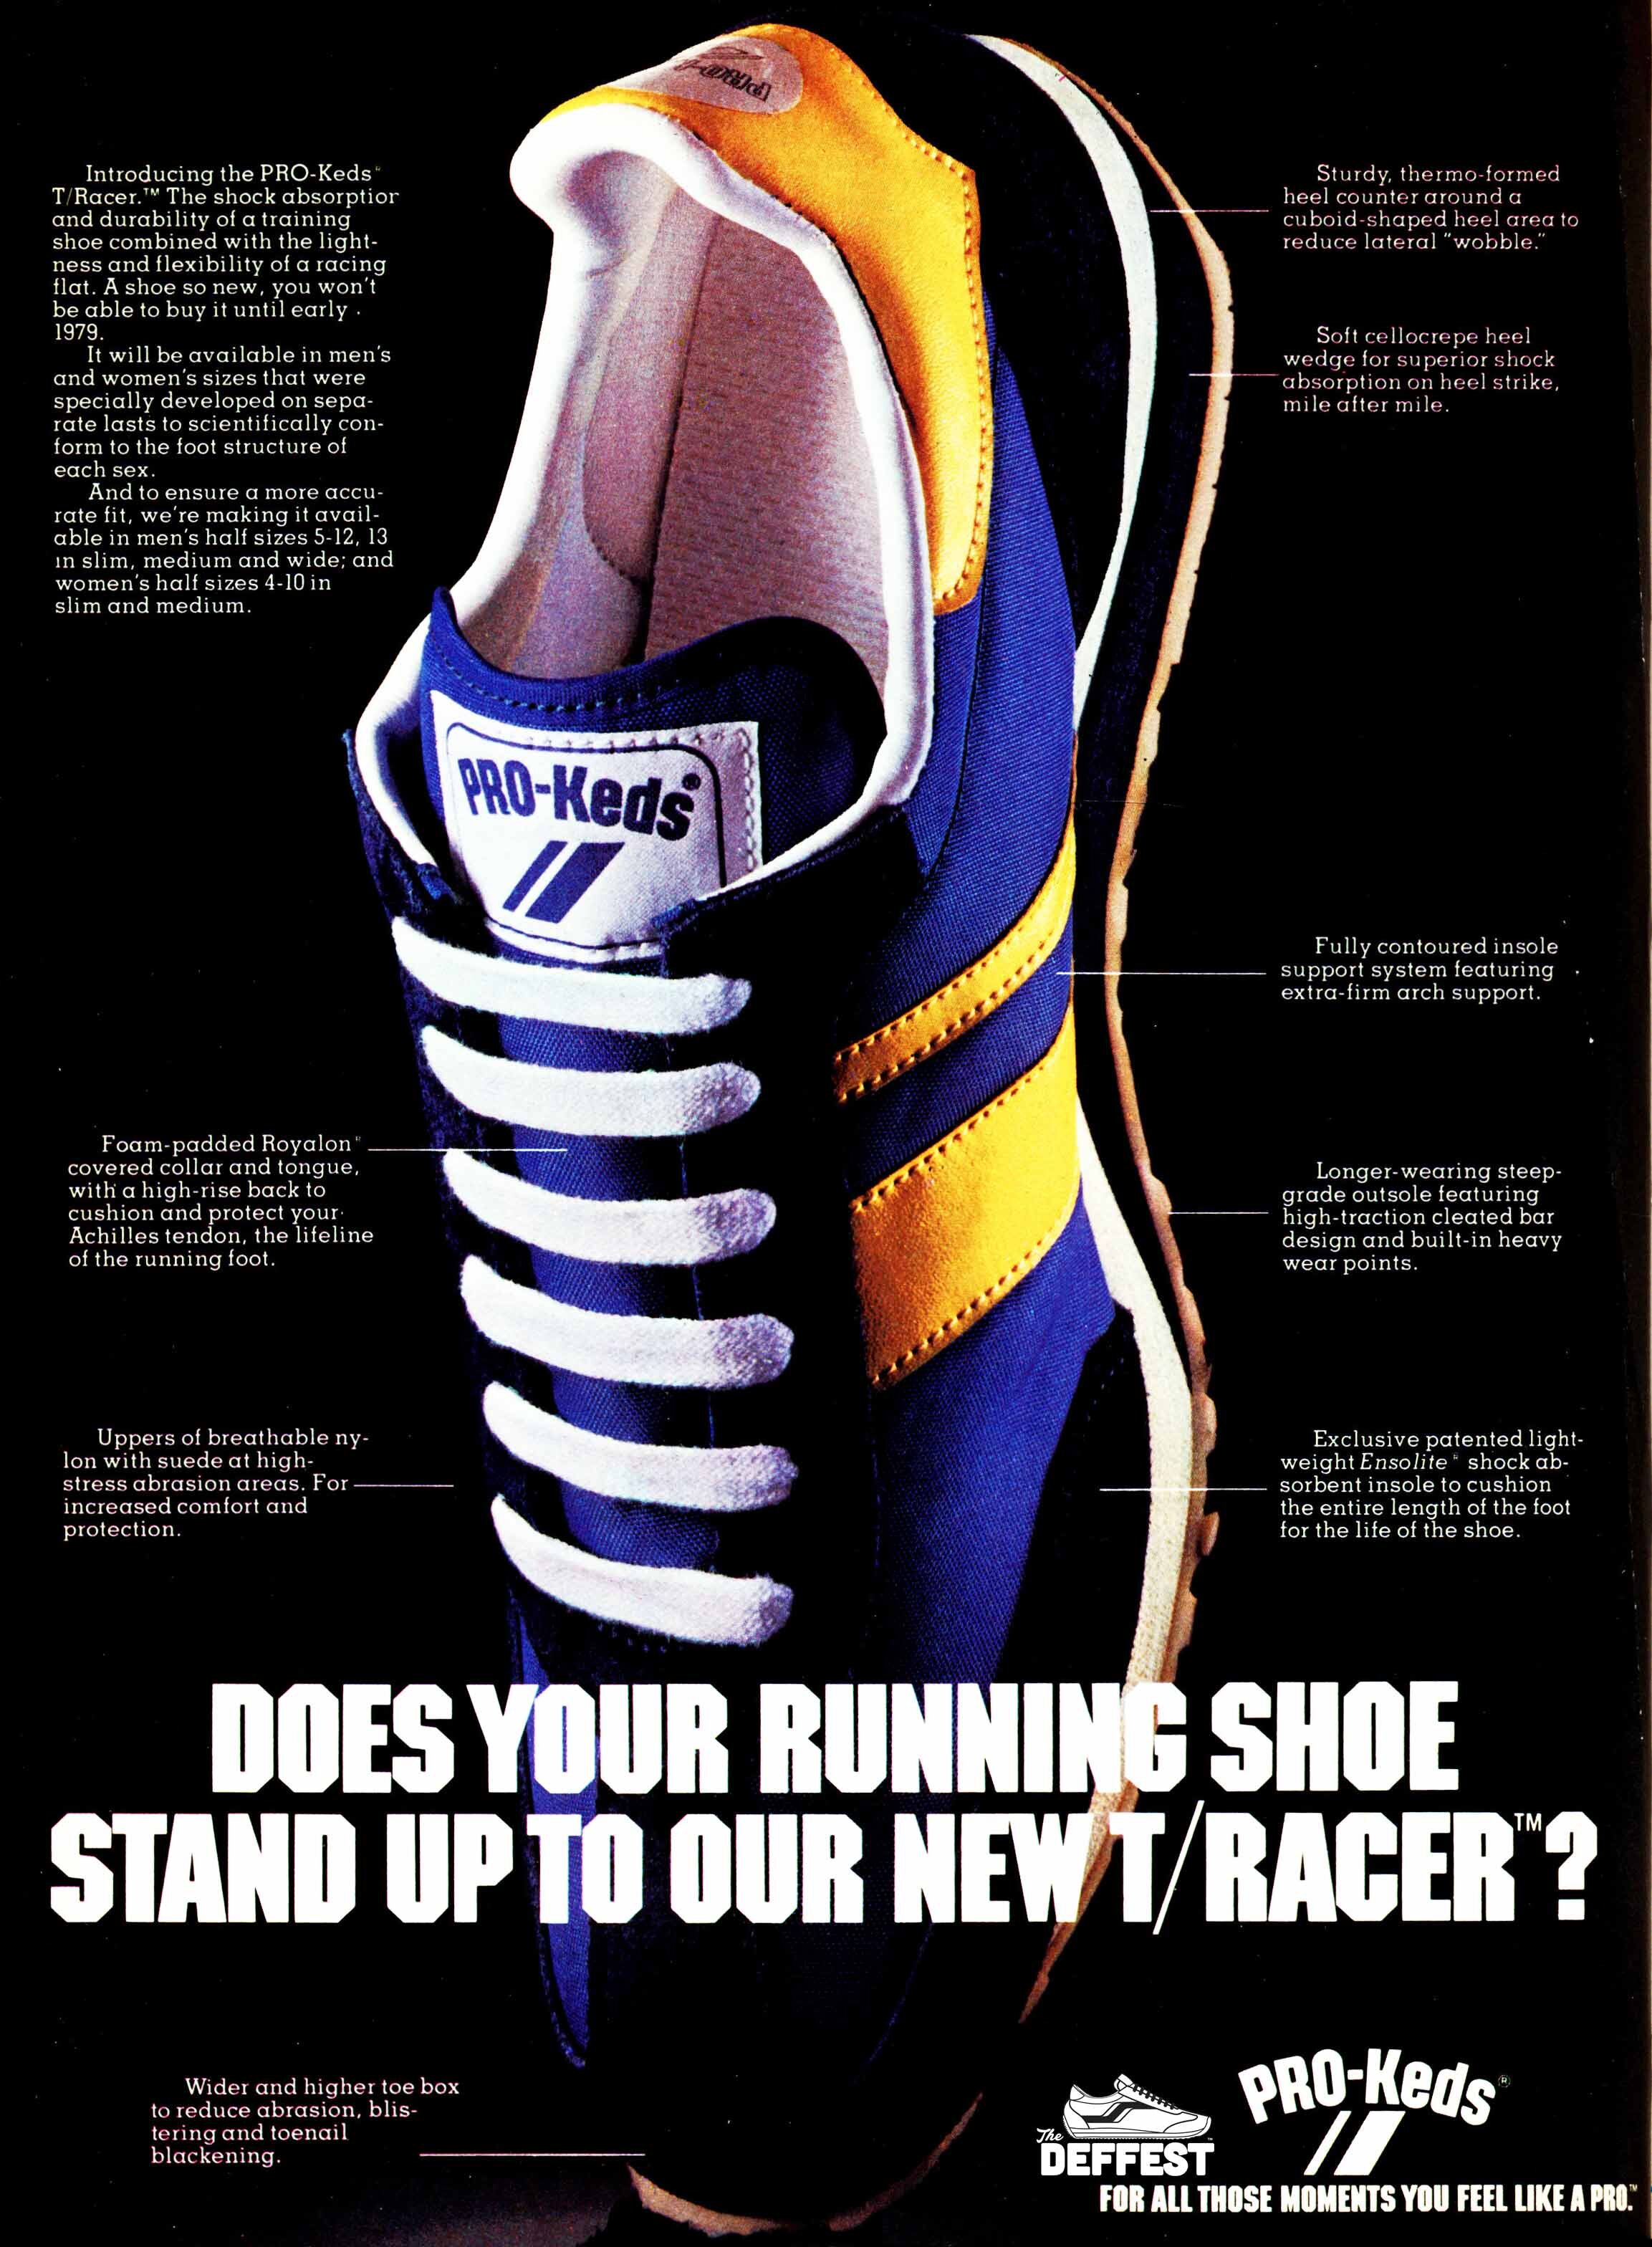 Introducing the PRO-Keds®
T/Racer.™ The shock absorption
and durability of a training
shoe combined with the light-
ness and flexibility of a racing
flat. A shoe so new, you won't
be able to buy it until early
1979.
It will be available in men's
and women's sizes that were
specially developed on sepa-
rate lasts to scientifically con-
form to the foot structure of
each sex.
And to ensure a more accu-
rate fit, we're making it avail-
able in men's half sizes 5-12, 13
in slim, medium and wide; and
women's half sizes 4-10 in
slim and medium.
Sturdy, thermo-formed
heel counter around a
cuboid-shaped heel area to
reduce lateral "wobble."
Soft cellocrepe heel
wedge for superior shock
absorption on heel strike,
mile after mile.
PRO-Keds®
Fully contoured insole
support system featuring
extra-firm arch support.
Foam-padded Royalon®
covered collar and tongue,
with a high-rise back to
cushion and protect your
Achilles tendon, the lifeline
of the running foot.
Longer-wearing steep-
grade outsole featuring
high-traction cleated bar
design and built-in heavy
wear points.
Uppers of breathable ny-
lon with suede at high-
stress abrasion areas. For
increased comfort and
protection.
Exclusive patented light-
weight Ensolite® shock ab-
sorbent insole to cushion
the entire length of the foot
for the life of the shoe.
DOES YOUR RUNNING SHOE
STAND UP TO OUR NEW T/RACER™?
Wider and higher toe box
to reduce abrasion, blis-
tering and toenail
blackening.
The
DEFFEST™
PRO-Keds®
FOR ALL THOSE MOMENTS YOU FEEL LIKE A PRO.™